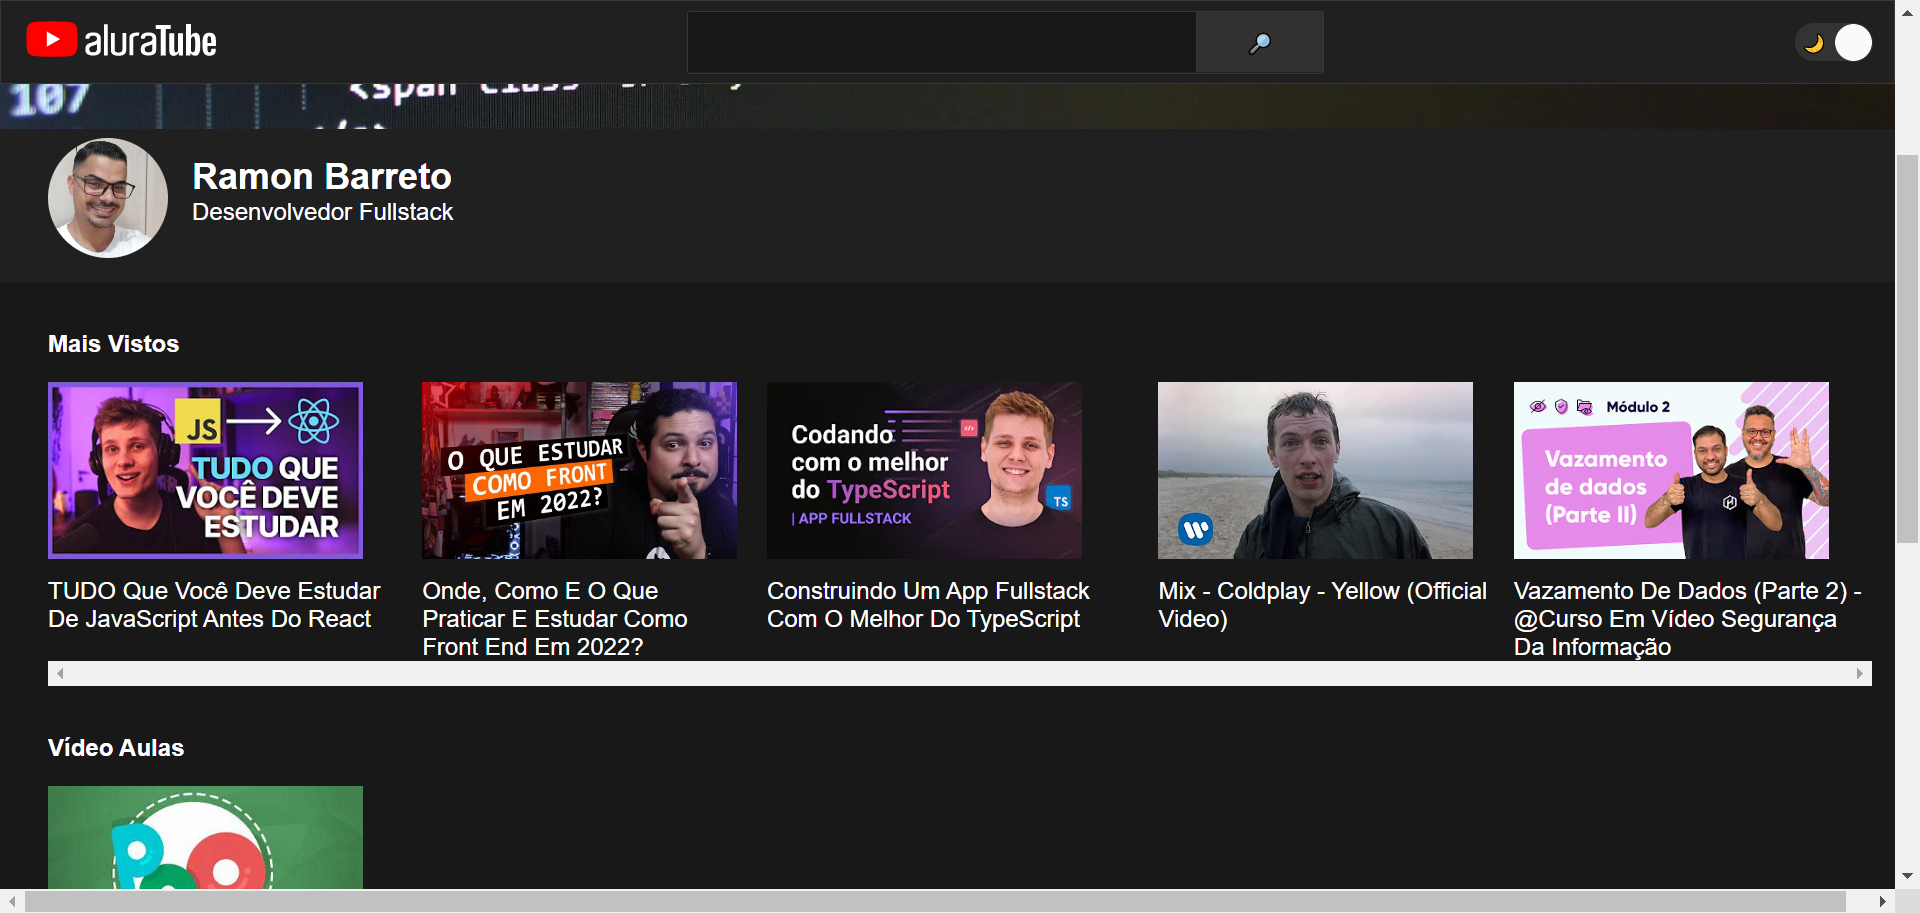 aluraTube
107
<span class
Ramon Barreto
Desenvolvedor Fullstack
Mais Vistos
JS
TUDO QUE
VOCÊ DEVE
ESTUDAR
O QUE ESTUDAR
COMO FRONT
EM 2022?
Codando
com o melhor
do TypeScript
| APP FULLSTACK
</>
TS
W
Módulo 2
Vazamento
de dados
(Parte II)
TUDO Que Você Deve Estudar
De JavaScript Antes Do React
Onde, Como E O Que
Praticar E Estudar Como
Front End Em 2022?
Construindo Um App Fullstack
Com O Melhor Do TypeScript
Mix - Coldplay - Yellow (Official
Video)
Vazamento De Dados (Parte 2) -
@Curso Em Vídeo Segurança
Da Informação
Vídeo Aulas
POO